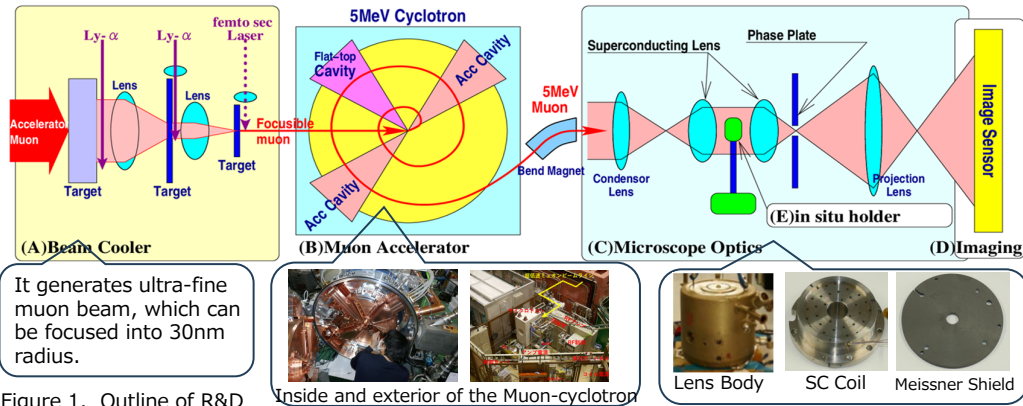 Ly- α
Ly- α
femto sec
Laser
Lens
Lens
Accelerator
Muon
Focusible
muon
Target
Target
Target
(A)Beam Cooler
5MeV Cyclotron
Flat-top
Cavity
Acc Cavity
Acc Cavity
(B)Muon Accelerator
5MeV
Muon
Bend Magnet
Superconducting Lens
Phase Plate
Condensor
Lens
Projection
Lens
(E)in situ holder
(C)Microscope Optics
Image Sensor
(D)Imaging
It generates ultra-fine
muon beam, which can
be focused into 30nm
radius.
Inside and exterior of the Muon-cyclotron
Lens Body
SC Coil
Meissner Shield
Figure 1. Outline of R&D